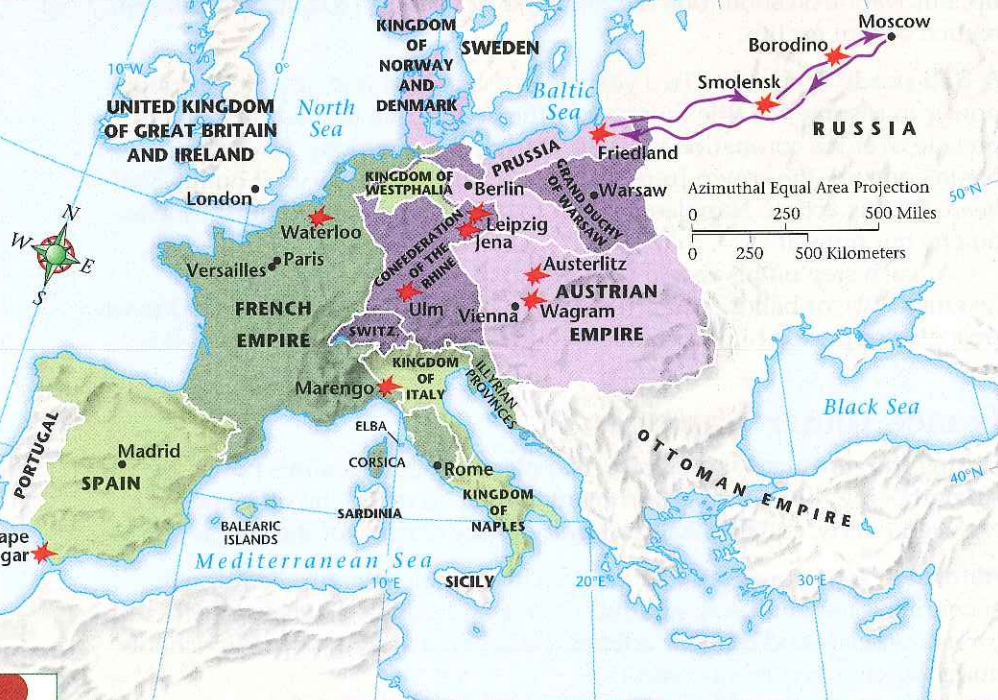 Moscow
KINGDOM
OF
NORWAY
AND
DENMARK
SWEDEN
Borodino
10°W
0°
Smolensk
Baltic
Sea
UNITED KINGDOM
OF GREAT BRITAIN
AND IRELAND
North
Sea
RUSSIA
PRUSSIA
Friedland
KINGDOM OF
WESTPHALIA
Berlin
GRAND DUCHY
OF WARSAW
Warsaw
London
Azimuthal Equal Area Projection
50°N
0 250 500 Miles
0 250 500 Kilometers
N
W
E
S
Waterloo
CONFEDERATION
OF THE
RHINE
Leipzig
Jena
Versailles
Paris
Austerlitz
FRENCH
EMPIRE
Ulm
Vienna
AUSTRIAN
Wagram
EMPIRE
SWITZ.
KINGDOM
OF
ITALY
ILLYRIAN
PROVINCES
Marengo
Black Sea
ELBA
PORTUGAL
Madrid
SPAIN
CORSICA
Rome
OTTOMAN EMPIRE
40°N
KINGDOM
OF
NAPLES
SARDINIA
BALEARIC
ISLANDS
ape
gar
Mediterranean Sea
SICILY
10°E
20°E
30°E